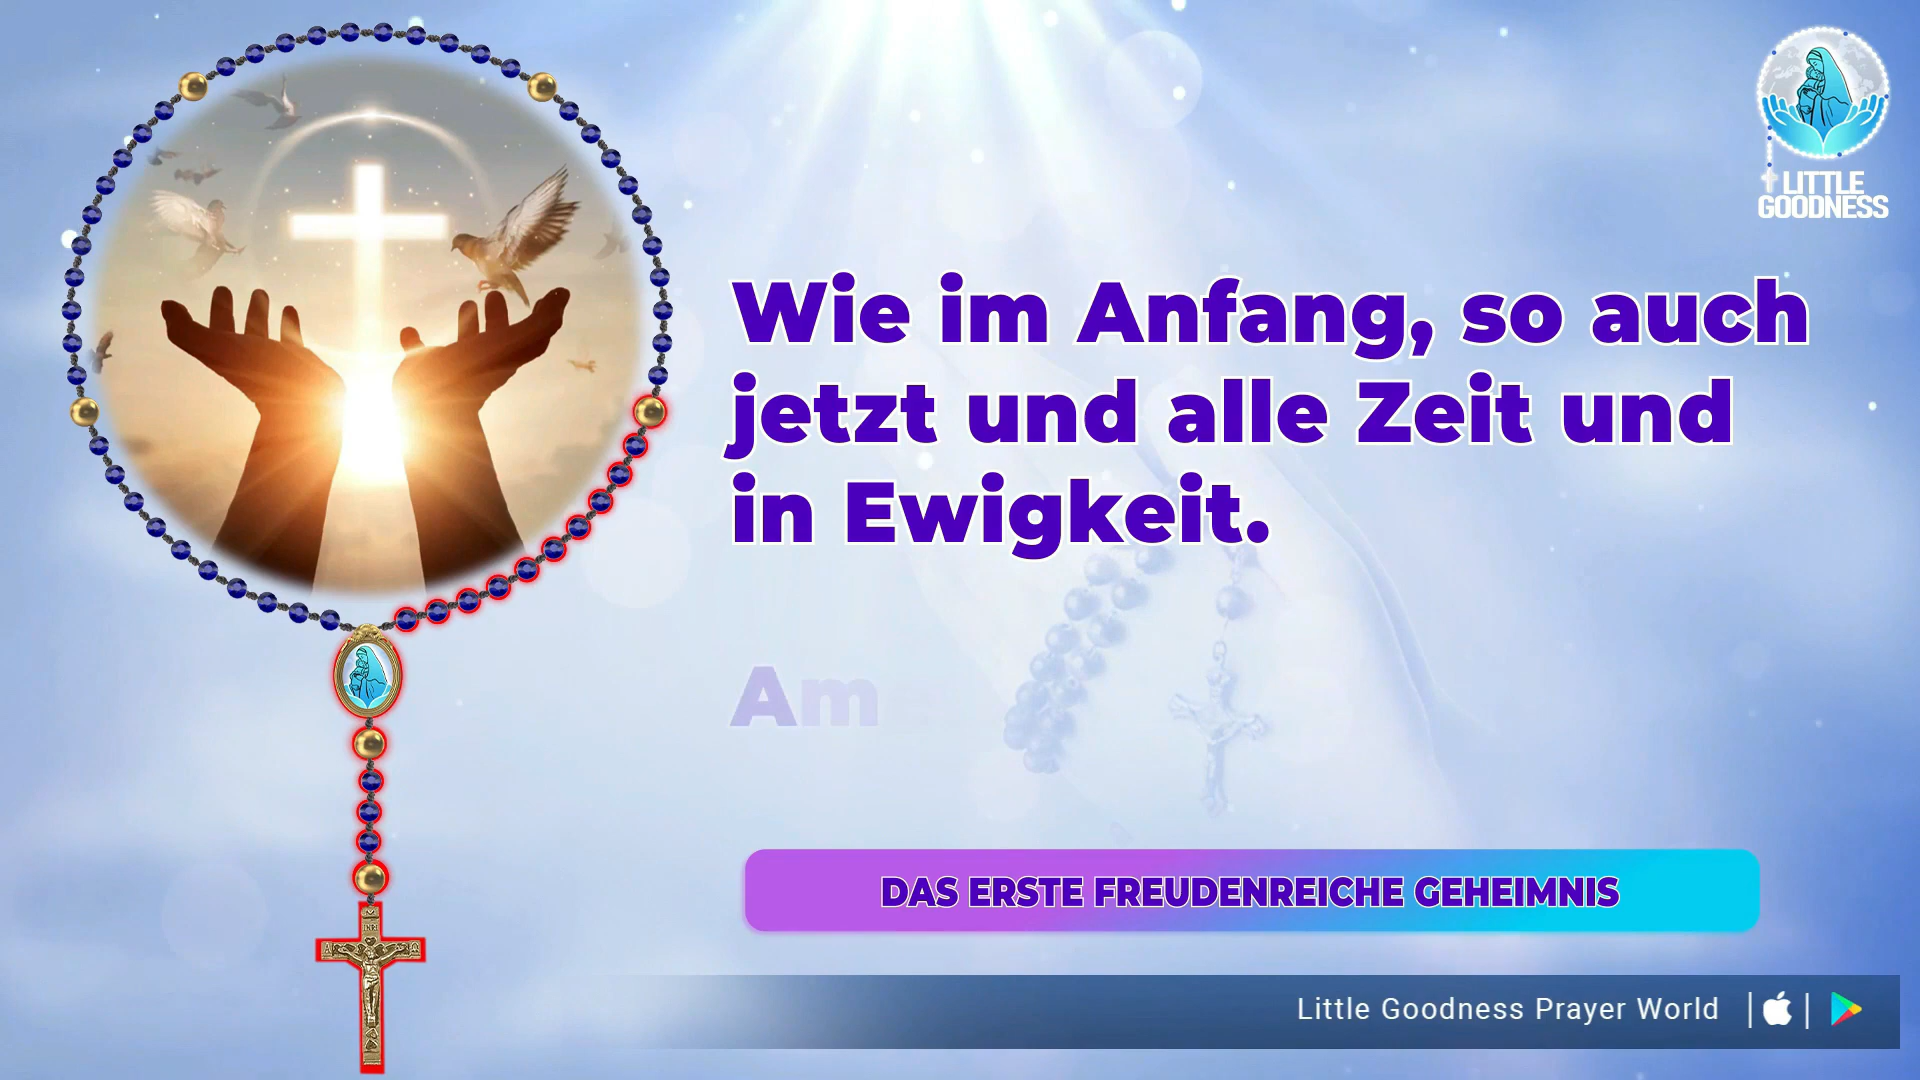 LITTLE
GOODNESS
Wie im Anfang, so auch
jetzt und alle Zeit und
in Ewigkeit.
Am
DAS ERSTE FREUDENREICHE GEHEIMNIS
Little Goodness Prayer World
INRI